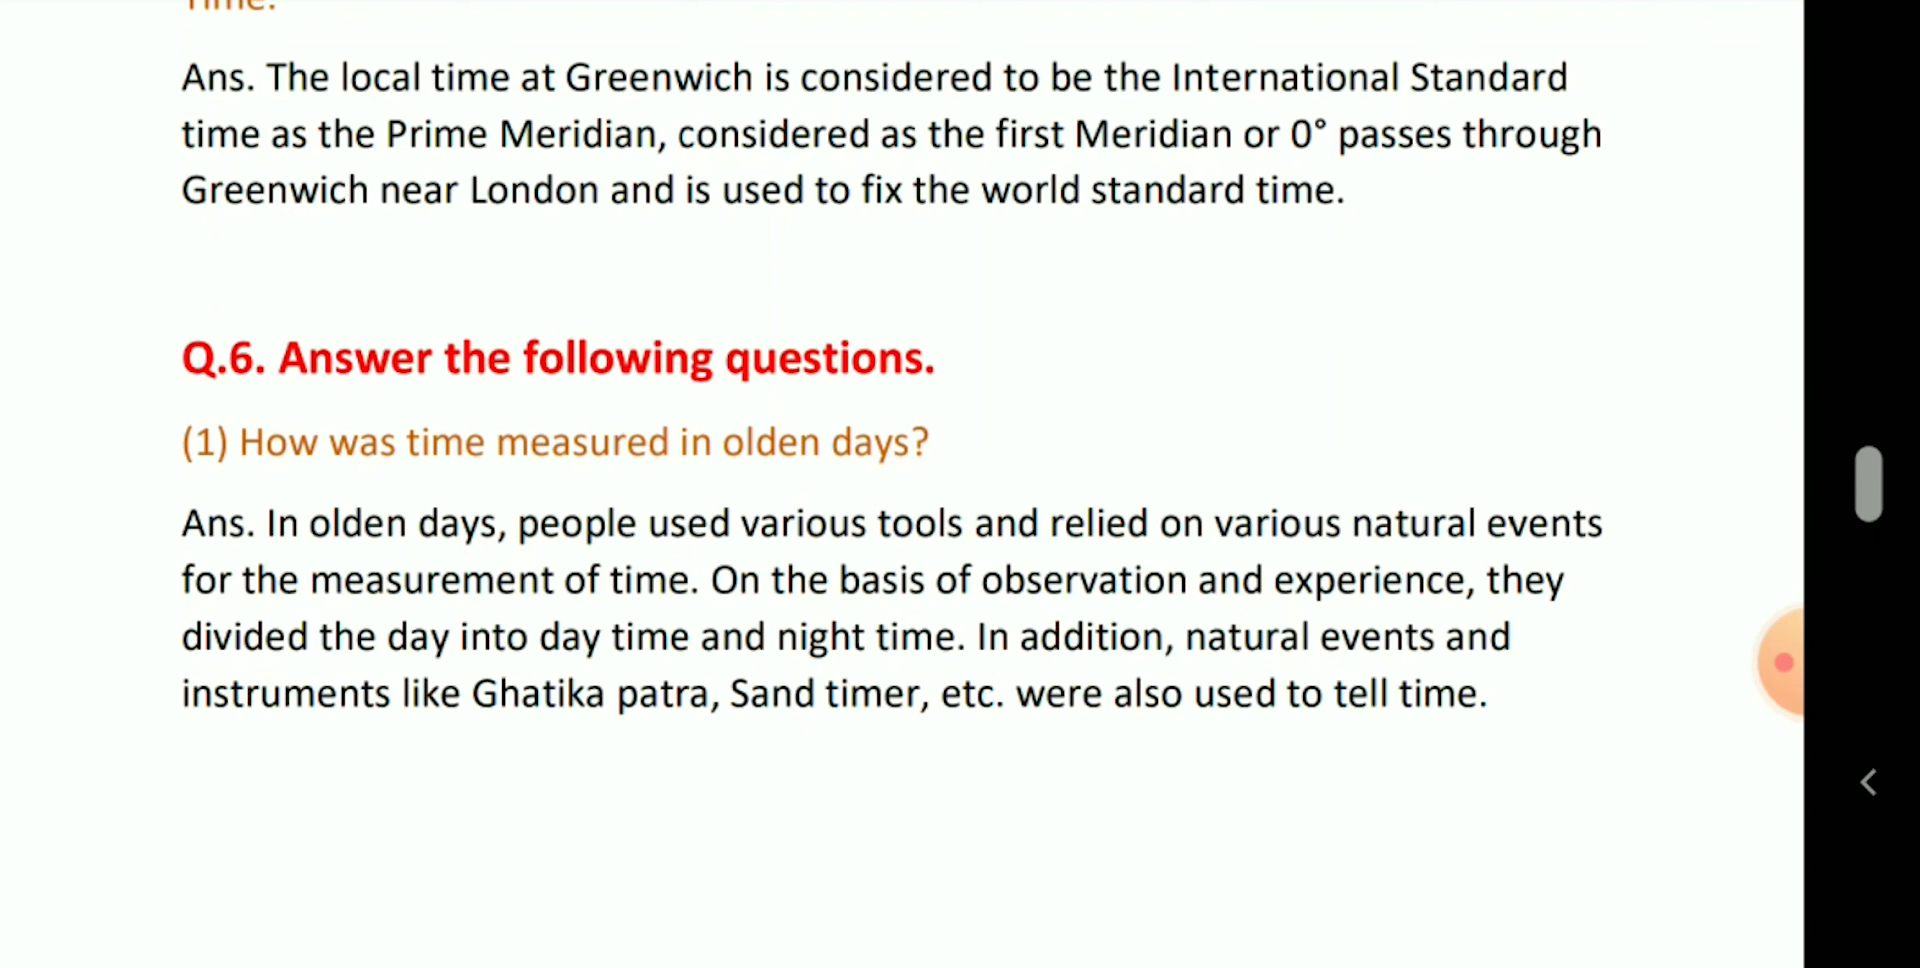 Time.
Ans. The local time at Greenwich is considered to be the International Standard
time as the Prime Meridian, considered as the first Meridian or 0° passes through
Greenwich near London and is used to fix the world standard time.
Q.6. Answer the following questions.
(1) How was time measured in olden days?
Ans. In olden days, people used various tools and relied on various natural events
for the measurement of time. On the basis of observation and experience, they
divided the day into day time and night time. In addition, natural events and
instruments like Ghatika patra, Sand timer, etc. were also used to tell time.